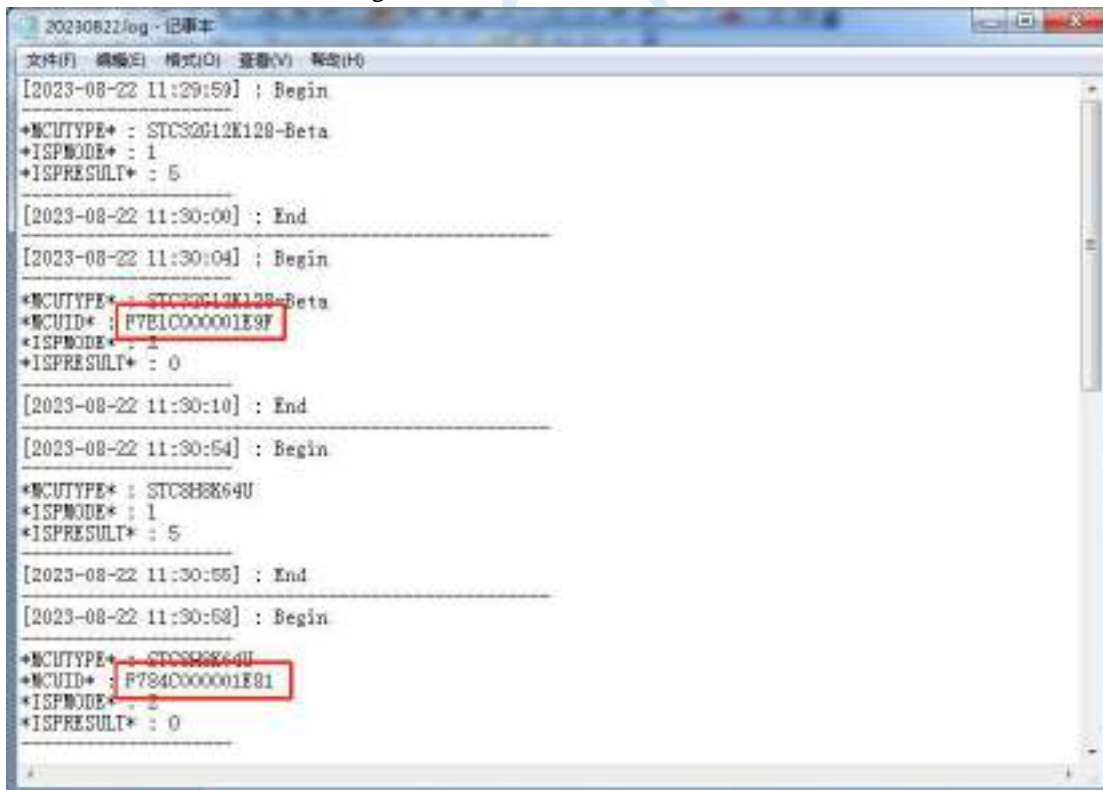 20230822.log - 记事本
文件(F) 编辑(E) 格式(O) 查看(V) 帮助(H)
[2023-08-22 11:29:59] : Begin
--------------------
*MCUTYPE* : STC32G12K128-Beta
*ISPMODE* : 1
*ISPRESULT* : 5
--------------------
[2023-08-22 11:30:00] : End
--------------------------------------------------
[2023-08-22 11:30:04] : Begin
--------------------
*MCUTYPE* : STC32G12K128-Beta
*MCUID* : F7E1C000001E9F
*ISPMODE* : 2
*ISPRESULT* : 0
--------------------
[2023-08-22 11:30:10] : End
--------------------------------------------------
[2023-08-22 11:30:54] : Begin
--------------------
*MCUTYPE* : STC8H8K64U
*ISPMODE* : 1
*ISPRESULT* : 5
--------------------
[2023-08-22 11:30:55] : End
--------------------------------------------------
[2023-08-22 11:30:58] : Begin
--------------------
*MCUTYPE* : STC8H8K64U
*MCUID* : F784C000001E81
*ISPMODE* : 2
*ISPRESULT* : 0
--------------------